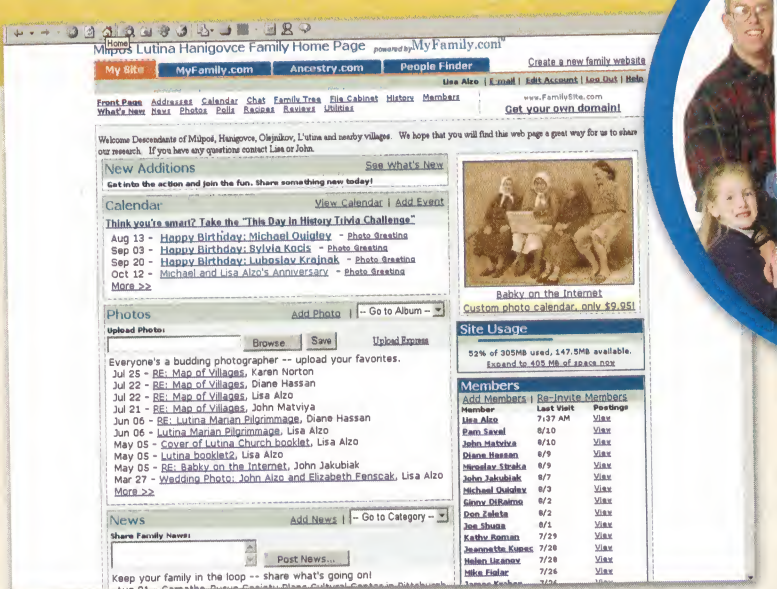 Home
Milpos Lutina Hanigovce Family Home Page powered by MyFamily.com™
Create a new family website
My Site MyFamily.com Ancestry.com People Finder
Lisa Alzo | E-mail | Edit Account | Log Out | Help
Front Page Addresses Calendar Chat Family Tree File Cabinet History Members
What's New News Photos Polls Recipes Reviews Utilities
www.FamilySite.com
Get your own domain!
Welcome Descendants of Milpoš, Hanigovce, Olejníkov, L'utina and nearby villages. We hope that you will find this web page a great way for us to share
our research. If you have any questions contact Lisa or John.
New Additions See What's New
Get into the action and join the fun. Share something new today!
Calendar View Calendar | Add Event
Think you're smart? Take the "This Day in History Trivia Challenge"
Aug 13 - Happy Birthday: Michael Quigley - Photo Greeting
Sep 03 - Happy Birthday: Sylvia Kocis - Photo Greeting
Sep 20 - Happy Birthday: Luboslav Krajnak - Photo Greeting
Oct 12 - Michael and Lisa Alzo's Anniversary - Photo Greeting
More >>
Photos Add Photo | -- Go to Album --
Upload Photo:
Browse Save Upload Express
Everyone's a budding photographer -- upload your favorites.
Jul 25 - RE: Map of Villages, Karen Norton
Jul 22 - RE: Map of Villages, Diane Hassan
Jul 22 - RE: Map of Villages, Lisa Alzo
Jul 21 - RE: Map of Villages, John Matviya
Jun 06 - RE: Lutina Marian Pilgrimmage, Diane Hassan
Jun 06 - Lutina Marian Pilgrimmage, Lisa Alzo
May 05 - Cover of Lutina Church booklet, Lisa Alzo
May 05 - Lutina booklet2, Lisa Alzo
May 05 - RE: Babky on the Internet, John Jakubiak
Mar 27 - Wedding Photo: John Alzo and Elizabeth Fenscak, Lisa Alzo
More >>
News Add News | -- Go to Category --
Share Family News:
Post News...
Keep your family in the loop -- share what's going on!
Babky on the Internet
Custom photo calendar, only $9.95!
Site Usage
52% of 305MB used, 147.5MB available.
Expand to 405 MB of space now
Members
Add Members | Re-Invite Members
Member Last Visit Postings
Lisa Alzo 7:37 AM View
Pam Savel 8/10 View
John Matviya 8/10 View
Diane Hassan 8/9 View
Miroslav Straka 8/9 View
John Jakubiak 8/7 View
Michael Quigley 8/3 View
Ginny DiRaimo 8/2 View
Don Zeleta 8/2 View
Joe Shuga 8/1 View
Kathy Roman 7/29 View
Jeannette Kupec 7/28 View
Helen Lizanov 7/28 View
Mike Figlar 7/26 View